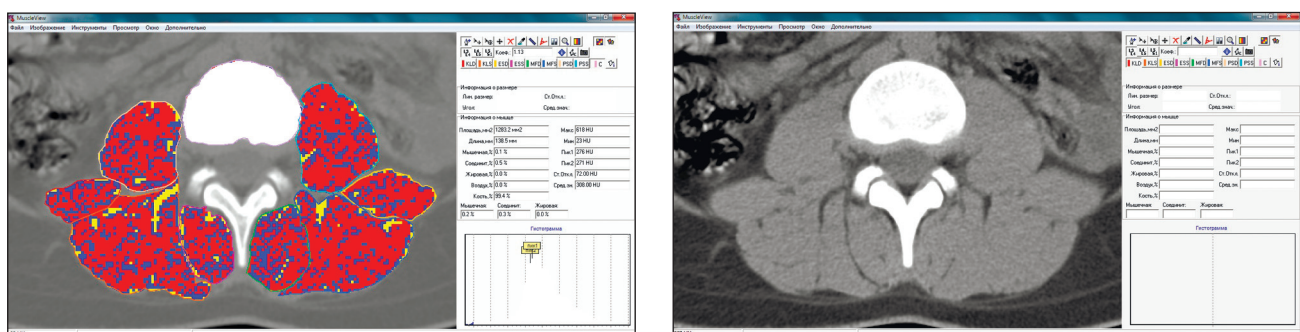 MuscleView
Файл Изображение Инструменты Просмотр Окно Дополнительно
Коеф.: 1.13
KLD KLS ESD ESS MFD MFS PSD PSS C
Информация о размере
Лин. размер: Ст.Откл.:
Угол: Сред.знач.:
Информация о мышце
Площадь,мм2 1283.2 мм2 Макс 618 HU
Длина,мм 138.5 мм Мин 23 HU
Мышечная,% 0.1 % Пик1 276 HU
Соединит,% 0.5 % Пик2 271 HU
Жировая,% 0.0 % Ст.Откл. 72.00 HU
Воздух,% 0.0 % Сред.зн. 308.00 HU
Кость,% 99.4 %
Мышечная: Соединит: Жировая:
0.2 % 0.3 % 0.0 %
Гистограмма
MuscleView
Файл Изображение Инструменты Просмотр Окно Дополнительно
Коеф.:
KLD KLS ESD ESS MFD MFS PSD PSS C
Информация о размере
Лин. размер: Ст.Откл.:
Угол: Сред.знач.:
Информация о мышце
Площадь,мм2 Макс
Длина,мм Мин
Мышечная,% Пик1
Соединит,% Пик2
Жировая,% Ст.Откл.
Воздух,% Сред.зн.
Кость,%
Мышечная: Соединит: Жировая:
Гистограмма